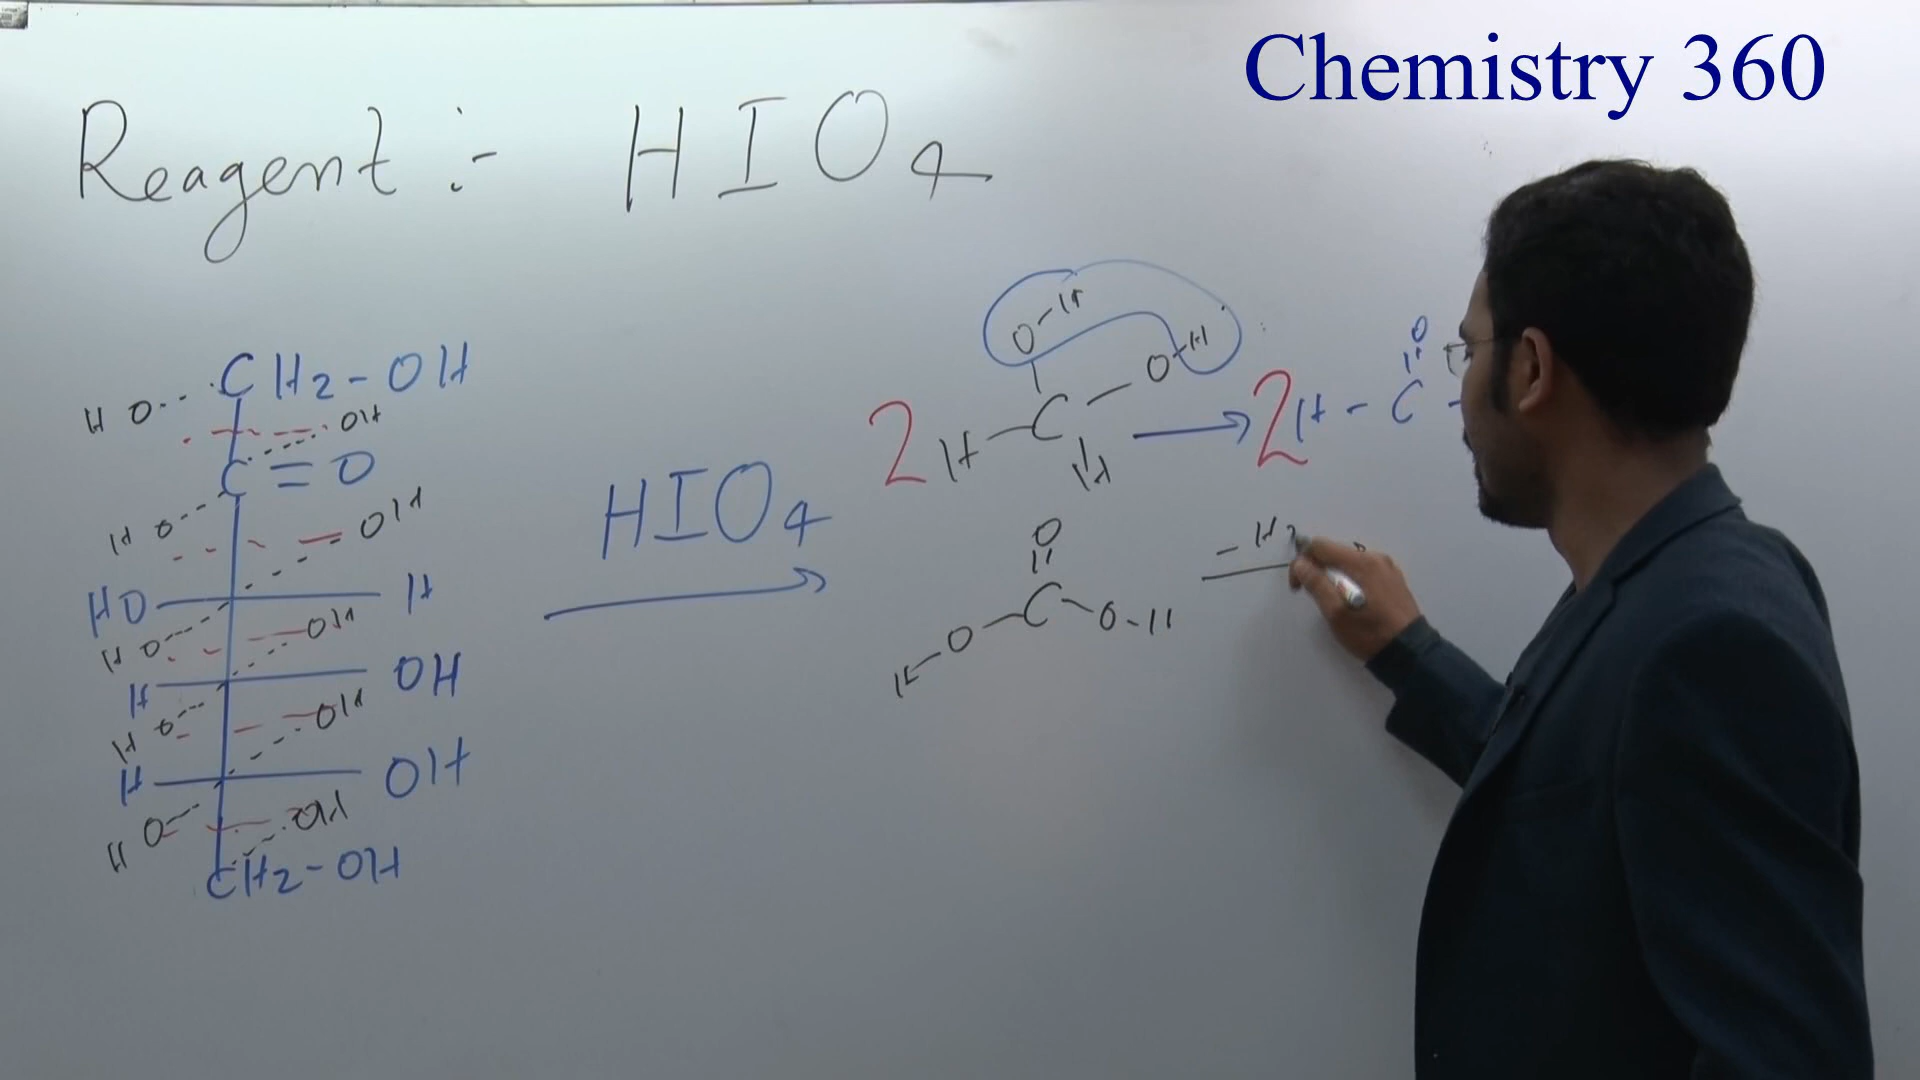 Chemistry 360
Reagent :- HIO4
HO CH2-OH
OH
C=O
HO
OH
HO H
HO OH
H OH
HO OH
H OH
HO OH
CH2-OH
HIO4
O-H
O-H
2 H-C
H
2 H-C
O
O
H-O-C-O-H
-H2